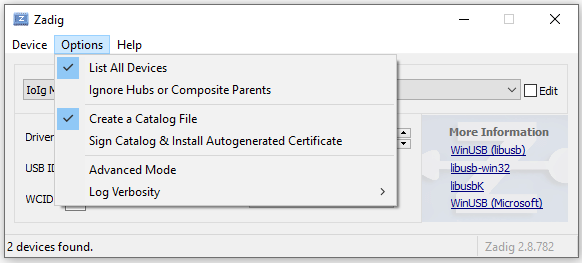 Zadig
Device Options Help
List All Devices
Ignore Hubs or Composite Parents
Create a Catalog File
Sign Catalog & Install Autogenerated Certificate
Advanced Mode
Log Verbosity
Edit
Driver
USB ID
WCID
More Information
WinUSB (libusb)
libusb-win32
libusbK
WinUSB (Microsoft)
2 devices found.
Zadig 2.8.782